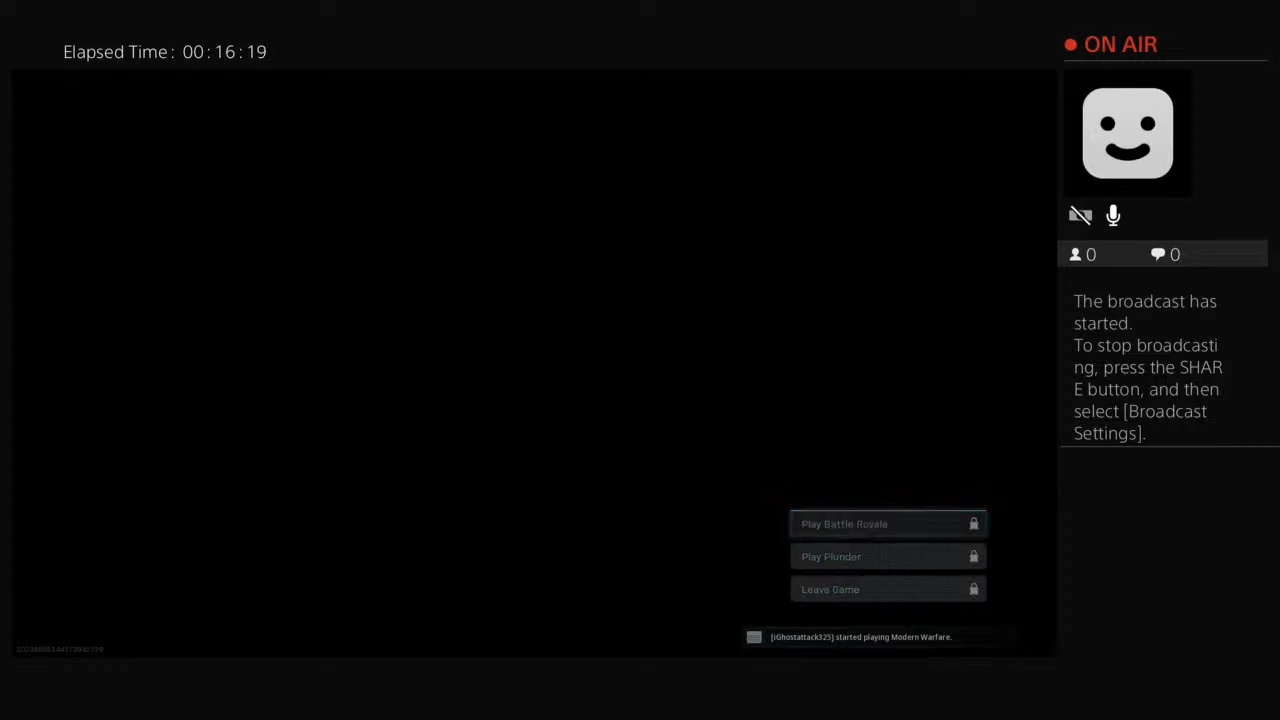 Elapsed Time: 00:16:19
ON AIR
0
0
The broadcast has
started.
To stop broadcasti
ng, press the SHAR
E button, and then
select [Broadcast
Settings].
Play Battle Royale
Play Plunder
Leave Game
[iGhostattack325] started playing Modern Warfare.